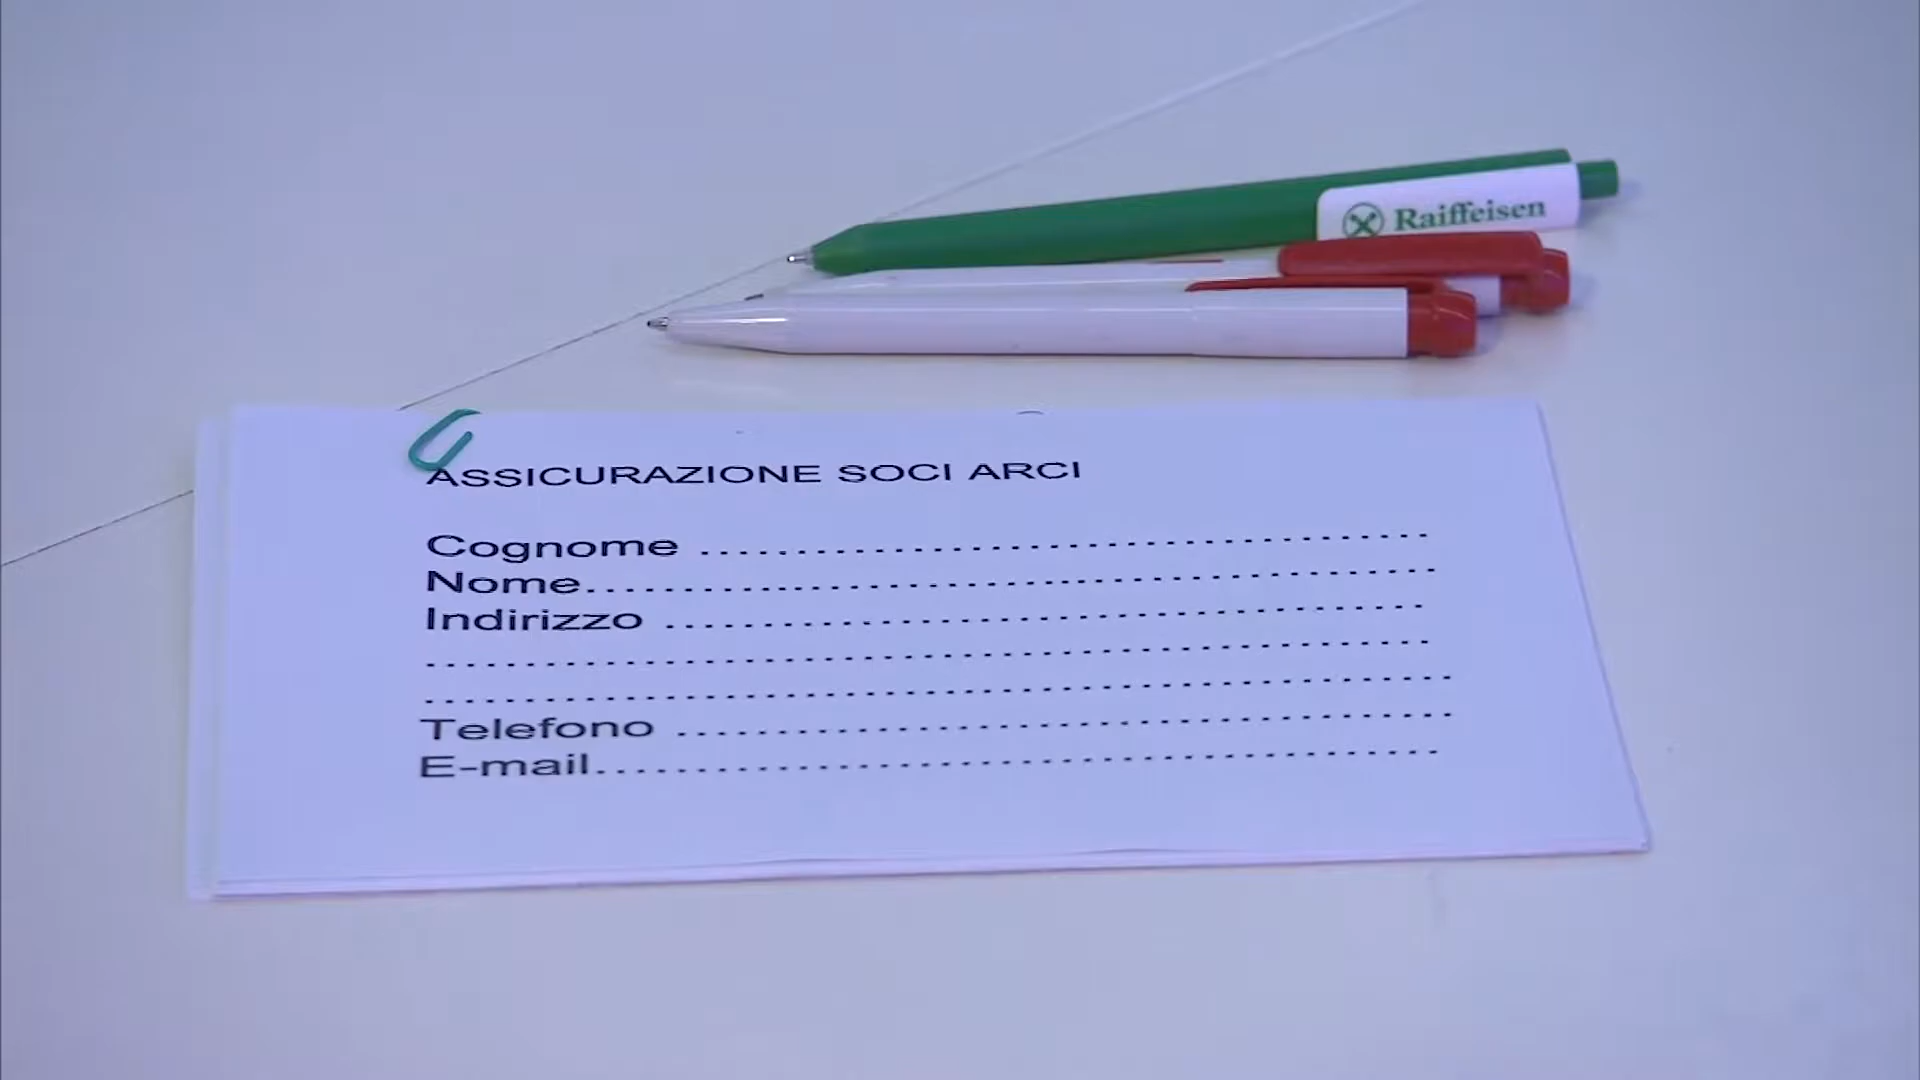 Raiffeisen
ASSICURAZIONE SOCI ARCI
Cognome ......................................
Nome...........................................
Indirizzo .......................................
...................................................
....................................................
Telefono .......................................
E-mail...........................................